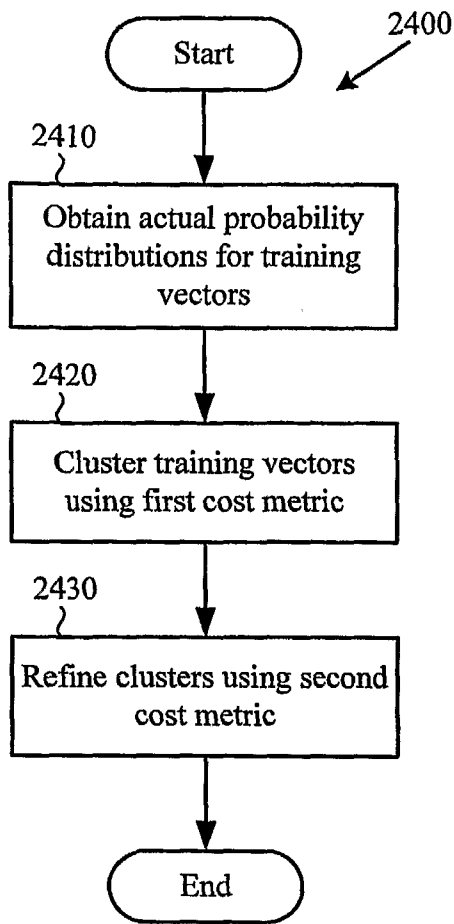 2400
Start
2410
Obtain actual probability
distributions for training
vectors
2420
Cluster training vectors
using first cost metric
2430
Refine clusters using second
cost metric
End